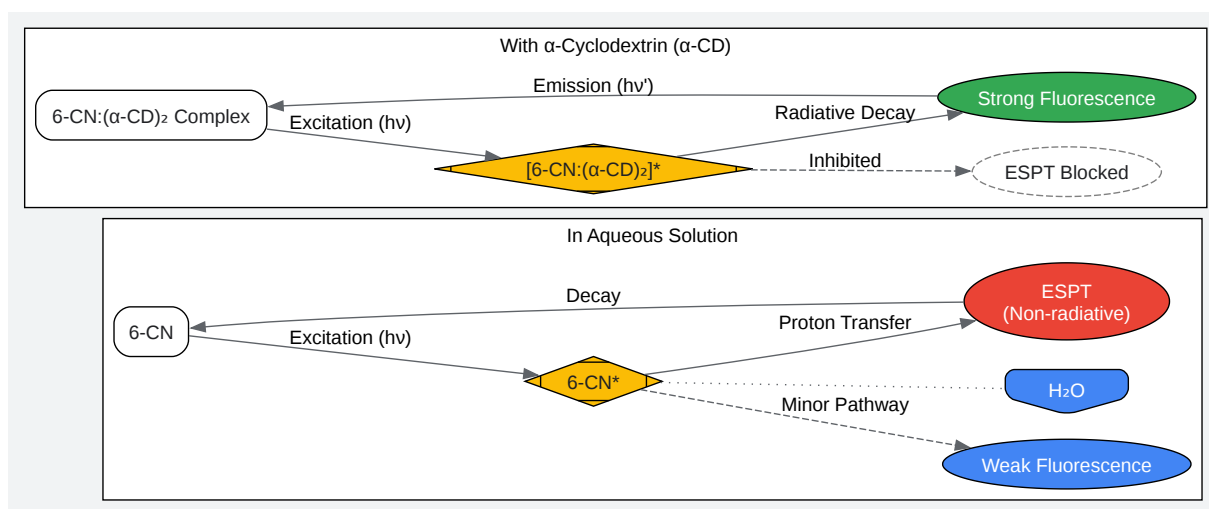 With α-Cyclodextrin (α-CD)
Emission (hν')
6-CN:(α-CD)₂ Complex
Excitation (hν)
Radiative Decay
Strong Fluorescence
[6-CN:(α-CD)₂]*
Inhibited
ESPT Blocked
In Aqueous Solution
Decay
6-CN
Excitation (hν)
Proton Transfer
ESPT
(Non-radiative)
6-CN*
H₂O
Minor Pathway
Weak Fluorescence